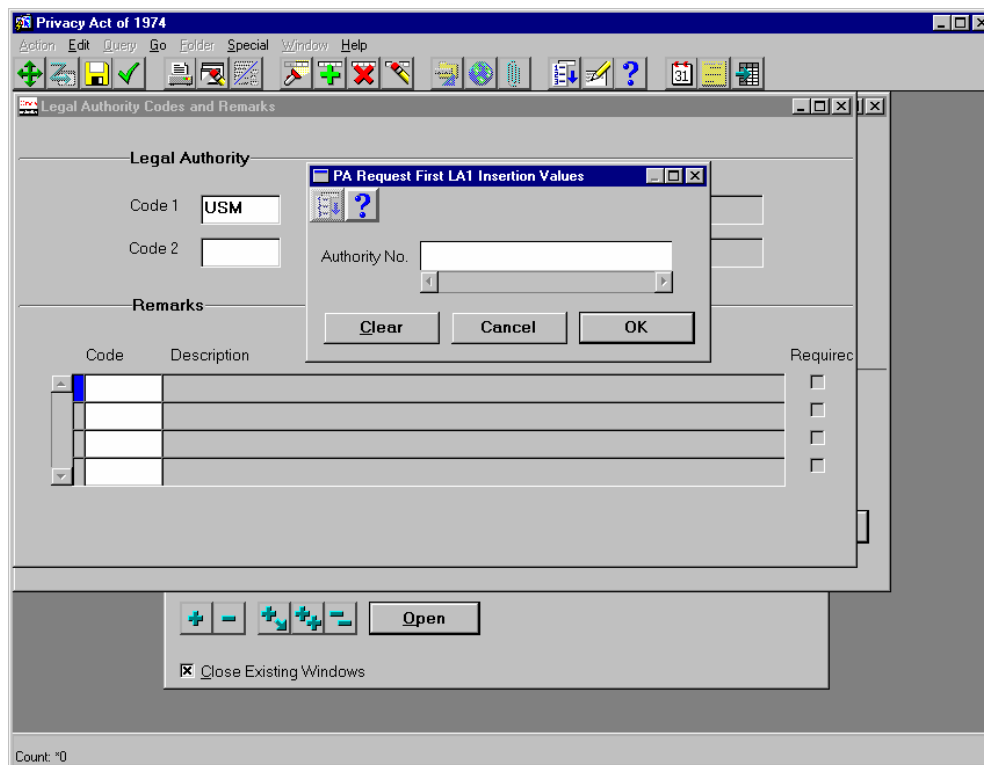 Privacy Act of 1974
Action Edit Query Go Folder Special Window Help
31
Legal Authority Codes and Remarks
Legal Authority
PA Request First LA1 Insertion Values
Code 1 USM
?
Code 2
Authority No.
Remarks
Clear Cancel OK
Code Description Requirec
Open
Close Existing Windows
Count: *0